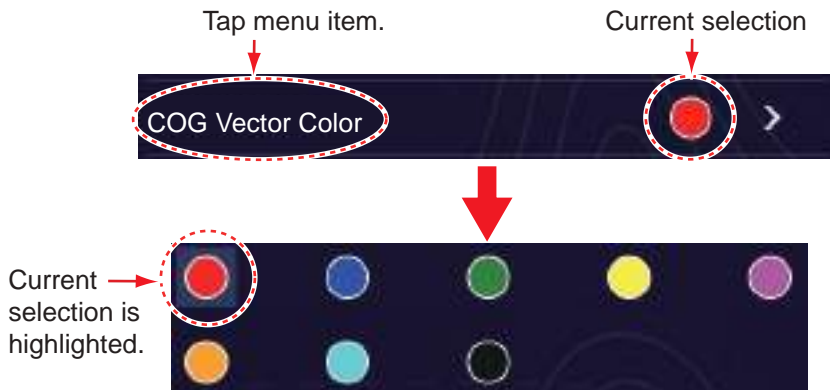 Tap menu item.
Current selection
COG Vector Color
Current
selection is
highlighted.